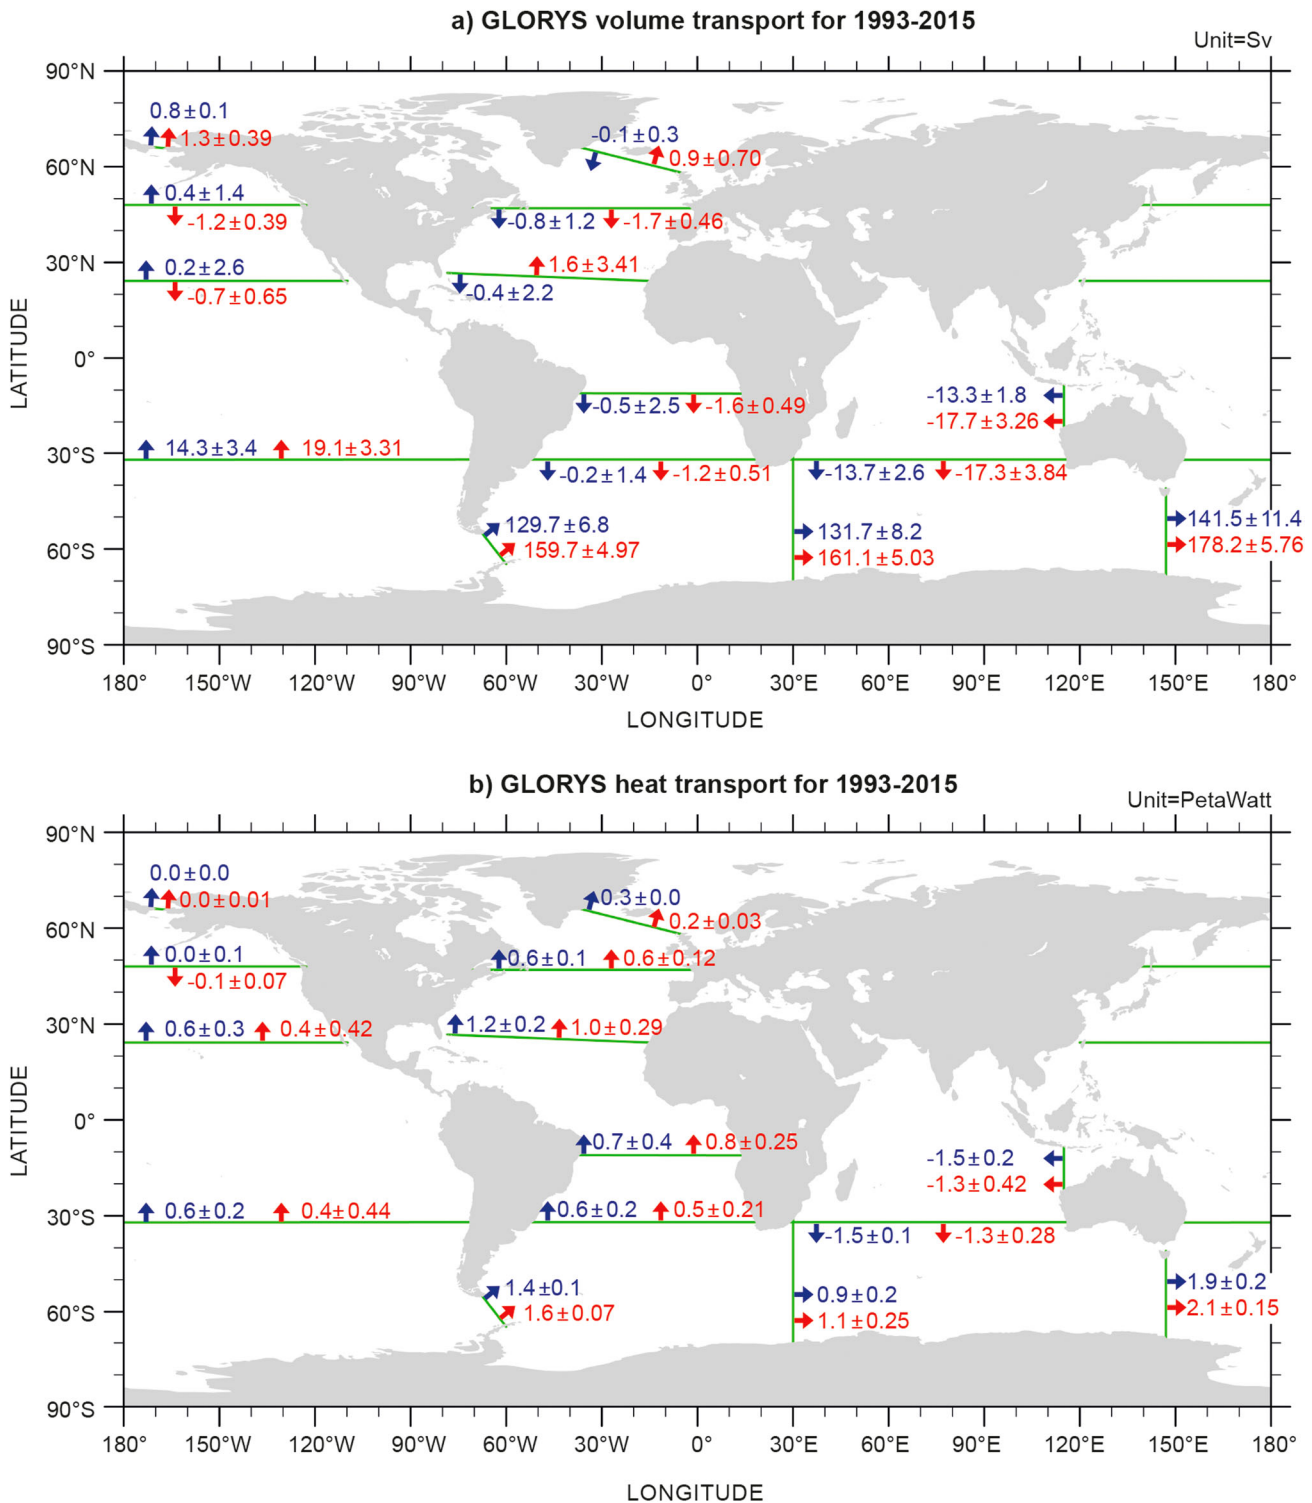 a) GLORYS volume transport for 1993-2015
Unit=Sv
90°N
0.8±0.1
1.3±0.39
-0.1±0.3
0.9±0.70
60°N
0.4±1.4
-1.2±0.39
-0.8±1.2
-1.7±0.46
30°N
0.2±2.6
-0.7±0.65
1.6±3.41
-0.4±2.2
0°
-0.5±2.5
-1.6±0.49
-13.3±1.8
-17.7±3.26
30°S
14.3±3.4
19.1±3.31
-0.2±1.4
-1.2±0.51
-13.7±2.6
-17.3±3.84
129.7±6.8
159.7±4.97
131.7±8.2
161.1±5.03
141.5±11.4
178.2±5.76
60°S
90°S
LATITUDE
180° 150°W 120°W 90°W 60°W 30°W 0° 30°E 60°E 90°E 120°E 150°E 180°
LONGITUDE
b) GLORYS heat transport for 1993-2015
Unit=PetaWatt
90°N
0.0±0.0
0.0±0.01
0.3±0.0
0.2±0.03
60°N
0.0±0.1
-0.1±0.07
0.6±0.1
0.6±0.12
30°N
0.6±0.3
0.4±0.42
1.2±0.2
1.0±0.29
0°
0.7±0.4
0.8±0.25
-1.5±0.2
-1.3±0.42
30°S
0.6±0.2
0.4±0.44
0.6±0.2
0.5±0.21
-1.5±0.1
-1.3±0.28
1.4±0.1
1.6±0.07
0.9±0.2
1.1±0.25
1.9±0.2
2.1±0.15
60°S
90°S
LATITUDE
180° 150°W 120°W 90°W 60°W 30°W 0° 30°E 60°E 90°E 120°E 150°E 180°
LONGITUDE